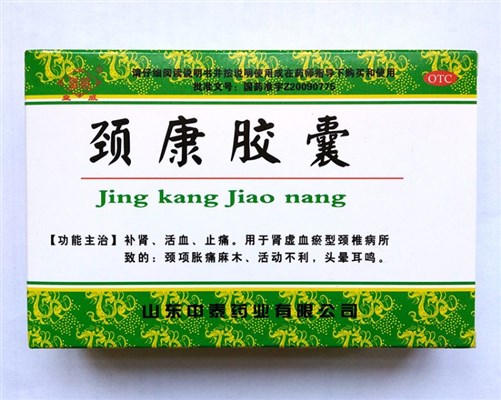 请仔细阅读说明书并按说明使用或在药师指导下购买和使用
批准文号：国药准字Z20090776
OTC
颈康胶囊
Jing kang Jiao nang
【功能主治】补肾、活血、止痛。用于肾虚血瘀型颈椎病所
致的：颈项胀痛麻木、活动不利，头晕耳鸣。
山东中泰药业有限公司